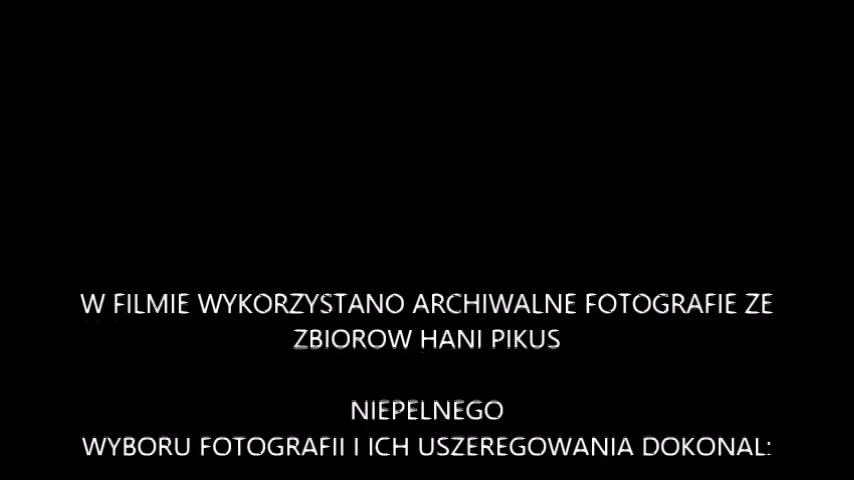 W FILMIE WYKORZYSTANO ARCHIWALNE FOTOGRAFIE ZE
ZBIOROW HANI PIKUS
NIEPELNEGO
WYBORU FOTOGRAFII I ICH USZEREGOWANIA DOKONAL: